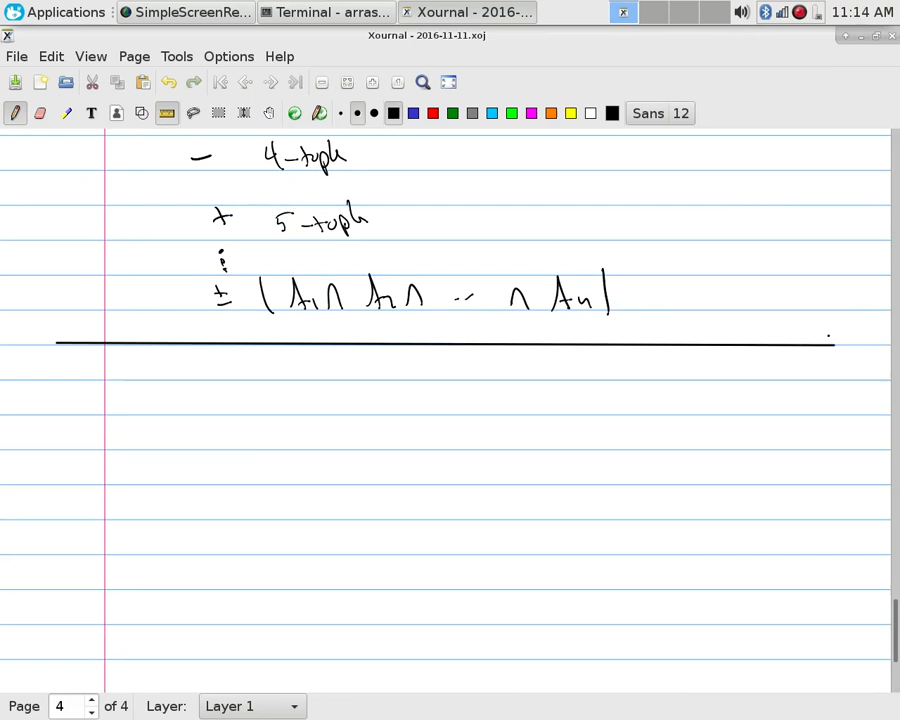 Applications SimpleScreenRe... Terminal - arras... Xournal - 2016-... 11:14 AM
Xournal - 2016-11-11.xoj
File Edit View Page Tools Options Help
Sans 12
− 4-tuple
+ 5-tuple
⋮
± |A₁ ∩ A₂ ∩ ... ∩ Aₙ|
Page 4 of 4 Layer: Layer 1